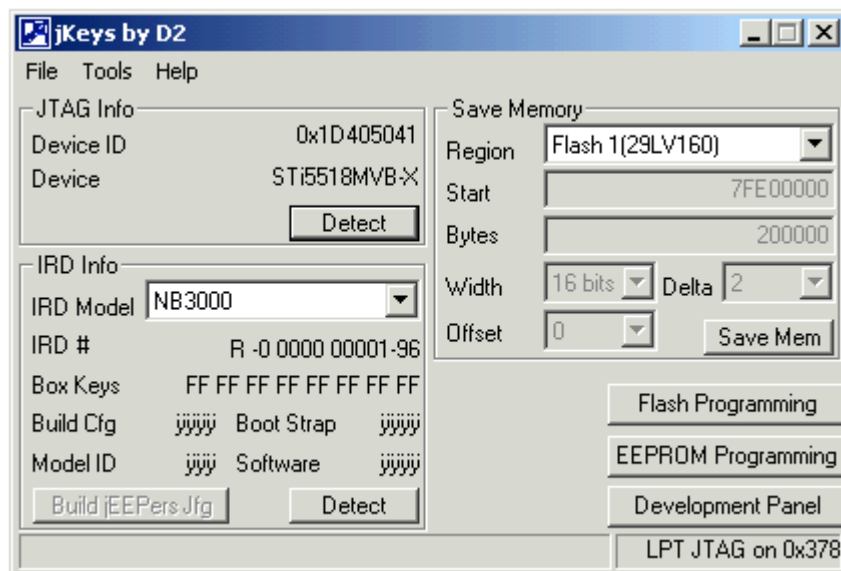 jKeys by D2
File Tools Help
JTAG Info
Device ID 0x1D405041
Device STi5518MVB-X
Detect
IRD Info
IRD Model NB3000
IRD # R -0 0000 00001-96
Box Keys FF FF FF FF FF FF FF FF
Build Cfg ÿÿÿÿ Boot Strap ÿÿÿÿ
Model ID ÿÿÿ Software ÿÿÿÿ
Build jEEPers Jfg Detect
Save Memory
Region Flash 1(29LV160)
Start 7FE00000
Bytes 200000
Width 16 bits Delta 2
Offset 0 Save Mem
Flash Programming
EEPROM Programming
Development Panel
LPT JTAG on 0x378